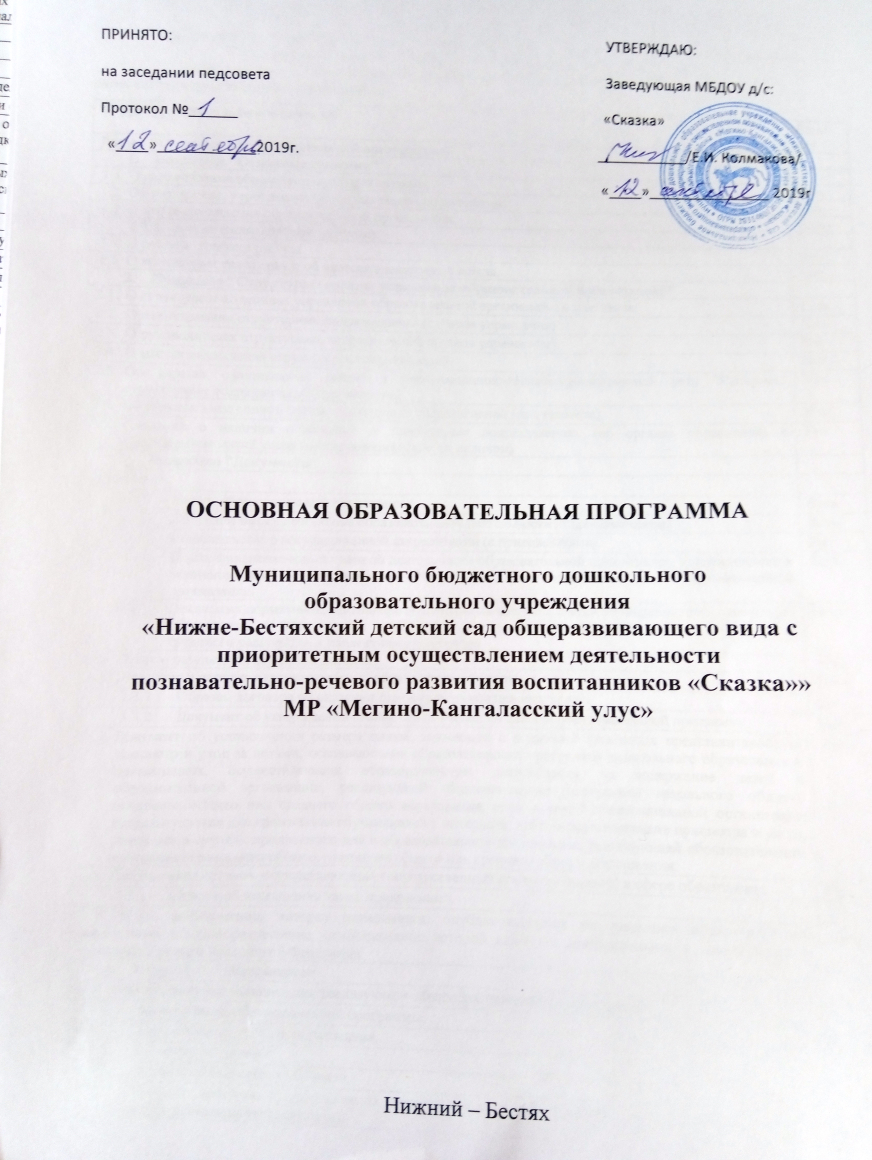 ПРИНЯТО:
на заседании педсовета
Протокол № 1
«12» сентября 2019г.
УТВЕРЖДАЮ:
Заведующая МБДОУ д/с:
«Сказка»
/Е.И. Колмакова/
«12» сентября 2019г
ОСНОВНАЯ ОБРАЗОВАТЕЛЬНАЯ ПРОГРАММА
Муниципального бюджетного дошкольного
образовательного учреждения
«Нижне-Бестяхский детский сад общеразвивающего вида с
приоритетным осуществлением деятельности
познавательно-речевого развития воспитанников «Сказка»»
МР «Мегино-Кангаласский улус»
Нижний – Бестях